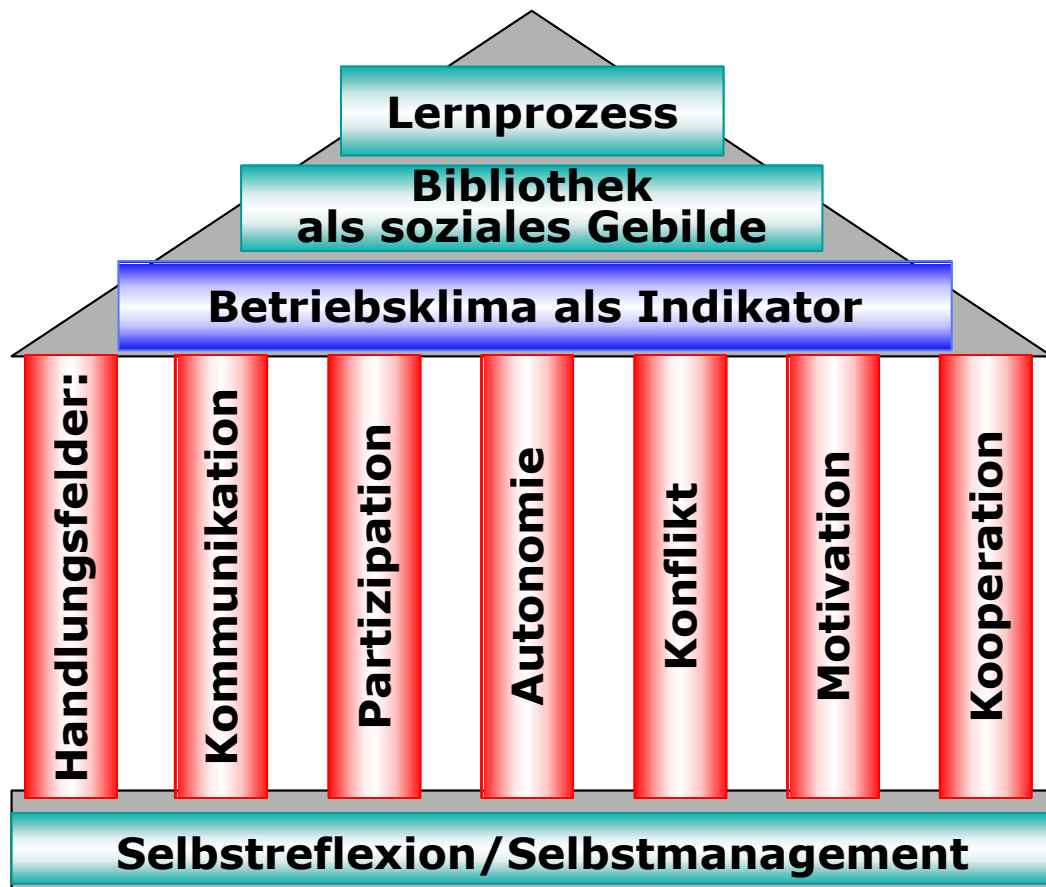 Lernprozess
Bibliothek
als soziales Gebilde
Betriebsklima als Indikator
Handlungsfelder:
Kommunikation
Partizipation
Autonomie
Konflikt
Motivation
Kooperation
Selbstreflexion/Selbstmanagement